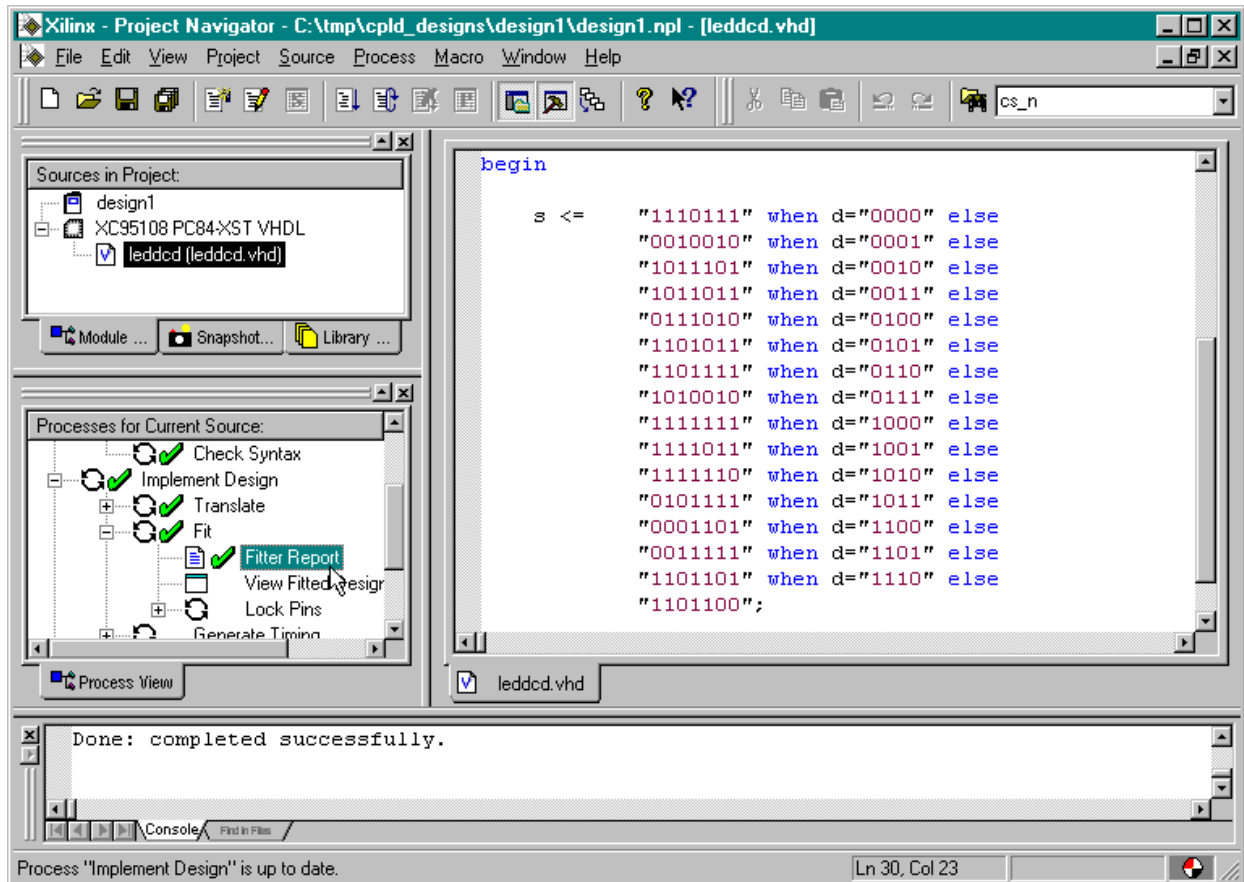 Xilinx - Project Navigator - C:\tmp\cpld_designs\design1\design1.npl - [leddcd.vhd]
File Edit View Project Source Process Macro Window Help
cs_n
Sources in Project:
design1
XC95108 PC84-XST VHDL
leddcd (leddcd.vhd)
Module ... Snapshot... Library ...
Processes for Current Source:
Check Syntax
Implement Design
Translate
Fit
Fitter Report
View Fitted Design
Lock Pins
Generate Timing
Process View
begin
s <= "1110111" when d="0000" else
"0010010" when d="0001" else
"1011101" when d="0010" else
"1011011" when d="0011" else
"0111010" when d="0100" else
"1101011" when d="0101" else
"1101111" when d="0110" else
"1010010" when d="0111" else
"1111111" when d="1000" else
"1111011" when d="1001" else
"1111110" when d="1010" else
"0101111" when d="1011" else
"0001101" when d="1100" else
"0011111" when d="1101" else
"1101101" when d="1110" else
"1101100";
leddcd.vhd
Done: completed successfully.
Console Find in Files
Process "Implement Design" is up to date.
Ln 30, Col 23